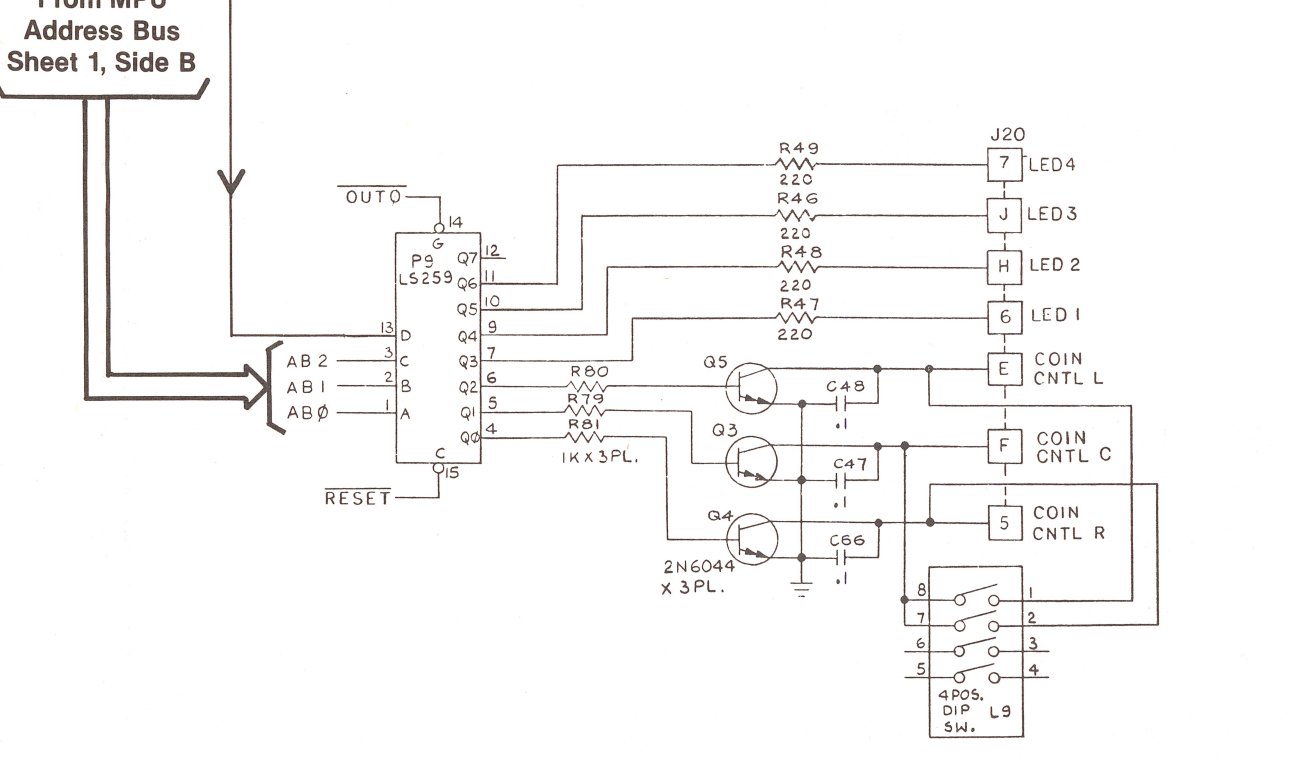 From MPU
Address Bus
Sheet 1, Side B
J20
R49
7
LED4
220
OUT0
R46
J
LED3
220
14
G
R48
H
LED 2
220
P9
LS259
Q7
12
Q6
11
Q5
10
R47
6
LED 1
220
13
D
Q4
9
AB 2
3
C
Q3
7
AB 1
2
B
Q2
6
R80
Q5
E
COIN
CNTL L
C48
.1
ABØ
1
A
Q1
5
R79
QØ
4
R81
1K X 3PL.
C
15
RESET
Q3
F
COIN
CNTL C
C47
.1
Q4
5
COIN
CNTL R
C66
.1
2N6044
X 3PL.
8
1
7
2
6
3
5
4
4POS.
DIP L9
SW.